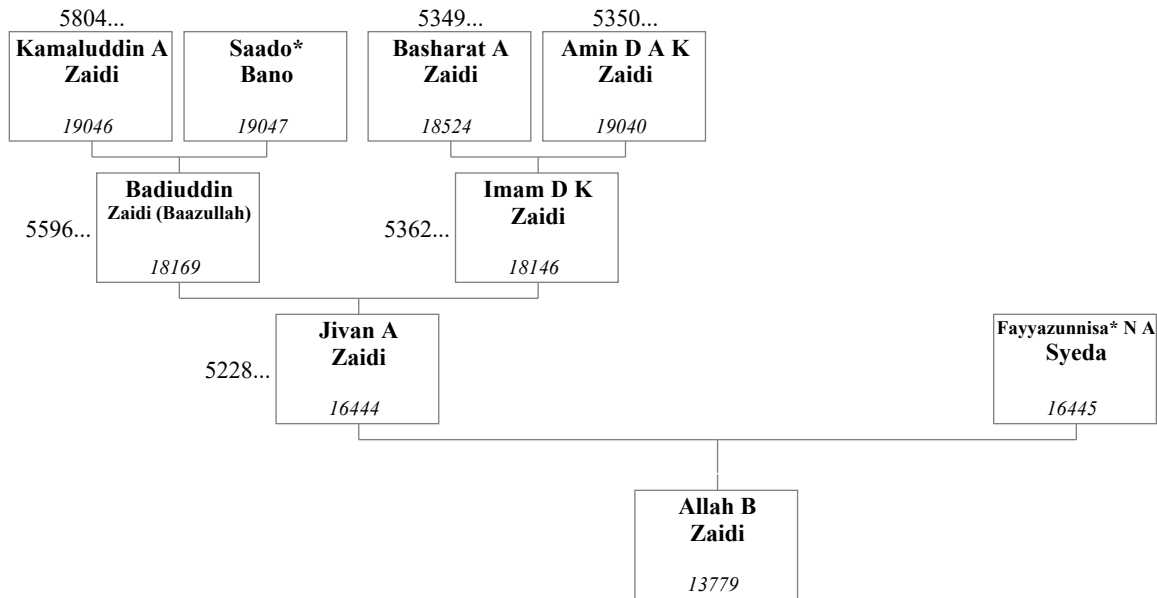 5804...
5349...
5350...
Kamaluddin A
Zaidi
19046
Saado*
Bano
19047
Basharat A
Zaidi
18524
Amin D A K
Zaidi
19040
5596...
Badiuddin
Zaidi (Baazullah)
18169
5362...
Imam D K
Zaidi
18146
5228...
Jivan A
Zaidi
16444
Fayyazunnisa* N A
Syeda
16445
Allah B
Zaidi
13779